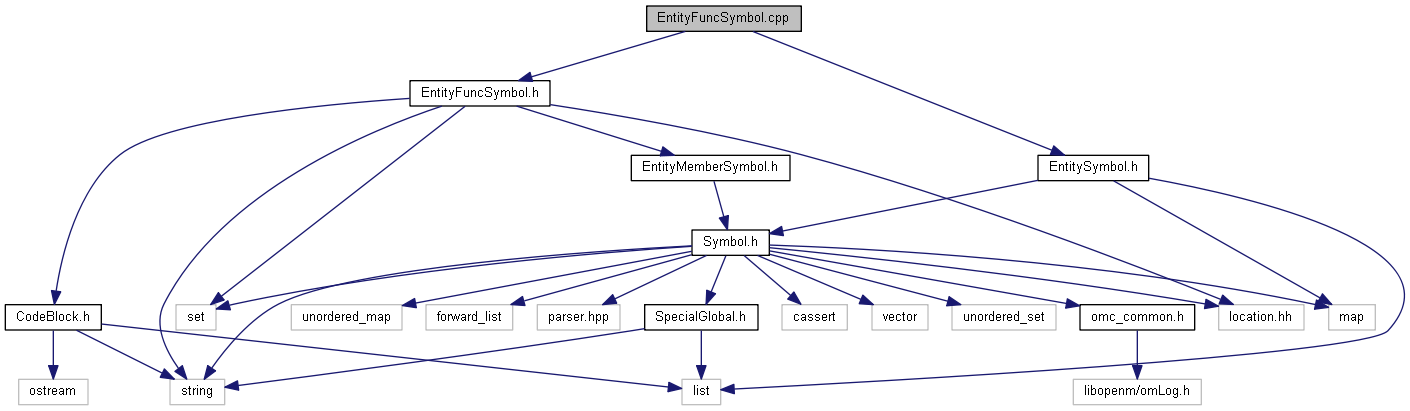 EntityFuncSymbol.cpp
EntityFuncSymbol.h
EntityMemberSymbol.h
EntitySymbol.h
Symbol.h
CodeBlock.h
set
unordered_map
forward_list
parser.hpp
SpecialGlobal.h
cassert
vector
unordered_set
omc_common.h
location.hh
map
ostream
string
list
libopenm/omLog.h